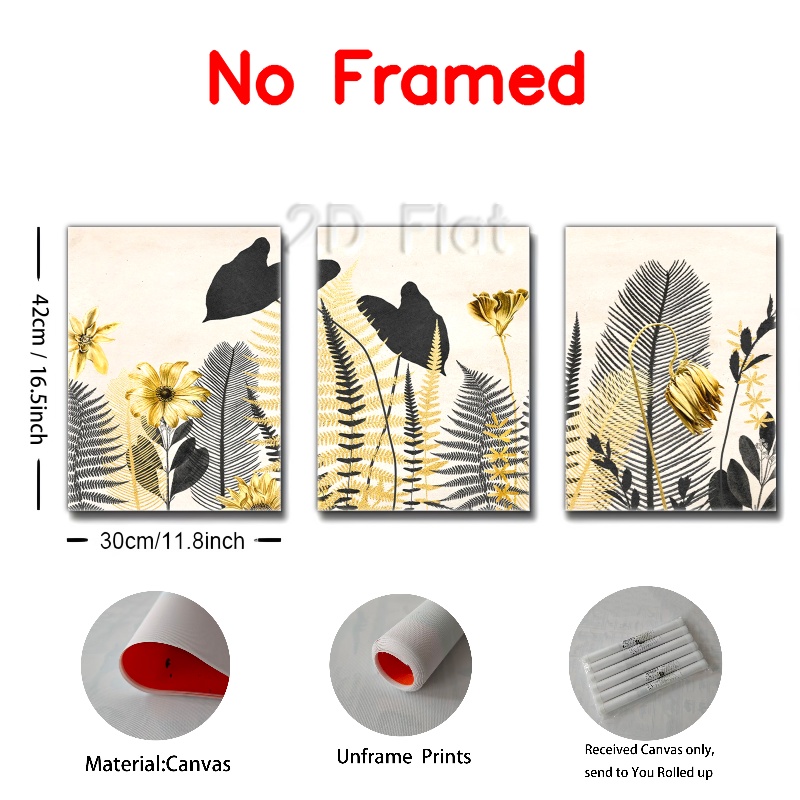 No Framed
2D Flat
42cm / 16.5inch
30cm/11.8inch
Material:Canvas
Unframe Prints
Received Canvas only,
send to You Rolled up